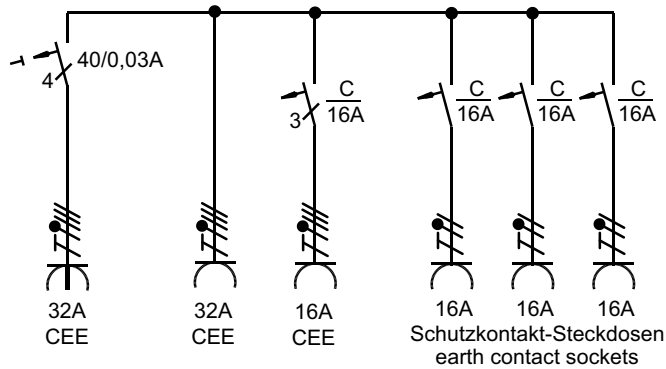 40/0,03A
4
C
16A
3
C
16A
C
16A
C
16A
32A
CEE
32A
CEE
16A
CEE
16A
16A
16A
Schutzkontakt-Steckdosen
earth contact sockets